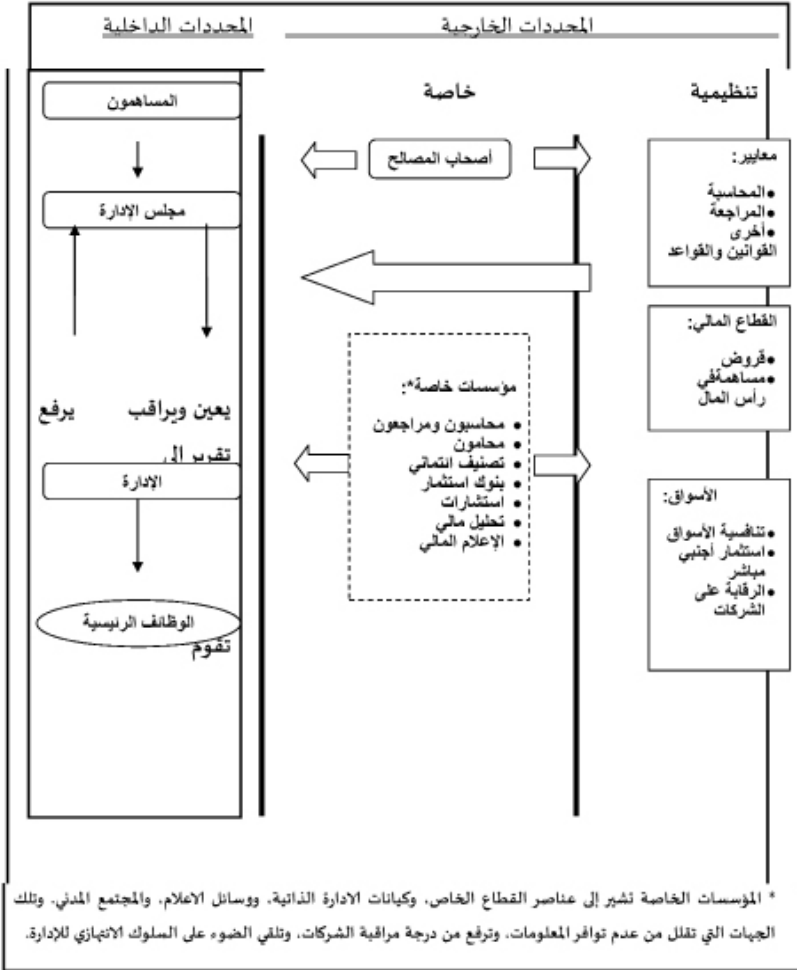 المحددات الخارجية
المحددات الداخلية
تنظيمية
خاصة
معايير:
•المحاسبة
•المراجعة
•أخرى
القوانين والقواعد
القطاع المالي:
•قروض
•مساهمةفي
رأس المال
الأسواق:
•تنافسية الأسواق
•استثمار أجنبي
مباشر
•الرقابة على
الشركات
أصحاب المصالح
مؤسسات خاصة*:
• محاسبون ومراجعون
• محامون
• تصنيف ائتماني
• بنوك استثمار
• استشارات
• تحليل مالي
• الإعلام المالي
المساهمون
مجلس الإدارة
يعين ويراقب يرفع
تقرير إلى
الإدارة
الوظائف الرئيسية
تقوم
* المؤسسات الخاصة تشير إلى عناصر القطاع الخاص، وكيانات الادارة الذاتية، ووسائل الاعلام، والمجتمع المدني، وتلك
الجهات التي تقلل من عدم توافر المعلومات، وترفع من درجة مراقبة الشركات، وتلقي الضوء على السلوك الانتهازي للإدارة.